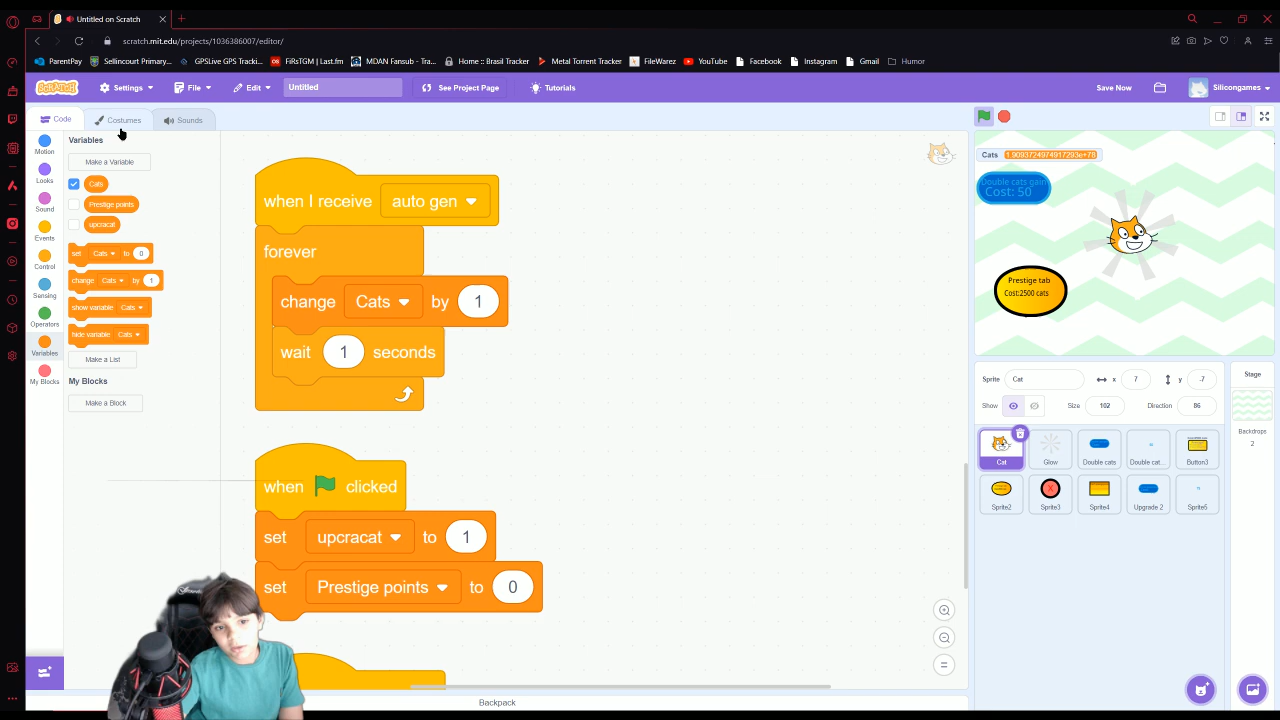 Untitled on Scratch
scratch.mit.edu/projects/1036386007/editor/
ParentPay
Sellincourt Primary...
GPSLive GPS Tracki...
FiRsTGM | Last.fm
MDAN Fansub - Tra...
Home :: Brasil Tracker
Metal Torrent Tracker
FileWarez
YouTube
Facebook
Instagram
Gmail
Humor
SCRATCH
Settings
File
Edit
Untitled
See Project Page
Tutorials
Save Now
Silicongames
Code
Costumes
Sounds
Motion
Looks
Sound
Events
Control
Sensing
Operators
Variables
My Blocks
Variables
Make a Variable
Cats
Prestige points
upcracat
set Cats to 0
change Cats by 1
show variable Cats
hide variable Cats
Make a List
My Blocks
Make a Block
when I receive auto gen
forever
change Cats by 1
wait 1 seconds
when clicked
set upcracat to 1
set Prestige points to 0
Backpack
Cats 1.9093724974917293e+78
Double cats gain
Cost: 50
Prestige tab
Cost:2500 cats
Sprite Cat x 7 y -7
Show Size 102 Direction 86
Cat
Glow
Double cats
Double cat...
Button3
Sprite2
Sprite3
Sprite4
Upgrade 2
Sprite5
Stage
Backdrops
2